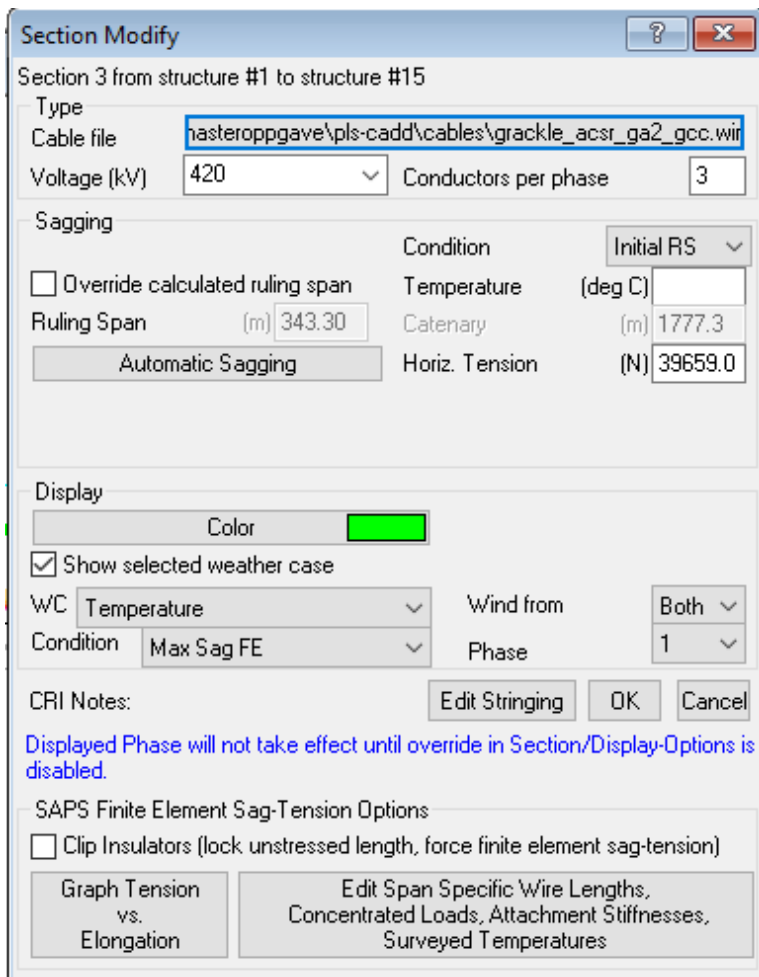 Section Modify
Section 3 from structure #1 to structure #15
Type
Cable file nasteroppgave\pls-cadd\cables\grackle_acsr_ga2_gcc.wir
Voltage (kV) 420 Conductors per phase 3
Sagging
Condition Initial RS
Override calculated ruling span Temperature (deg C)
Ruling Span (m) 343.30 Catenary (m) 1777.3
Automatic Sagging Horiz. Tension (N) 39659.0
Display
Color
Show selected weather case
WC Temperature Wind from Both
Condition Max Sag FE Phase 1
CRI Notes: Edit Stringing OK Cancel
Displayed Phase will not take effect until override in Section/Display-Options is
disabled.
SAPS Finite Element Sag-Tension Options
Clip Insulators (lock unstressed length, force finite element sag-tension)
Graph Tension
vs.
Elongation
Edit Span Specific Wire Lengths,
Concentrated Loads, Attachment Stiffnesses,
Surveyed Temperatures